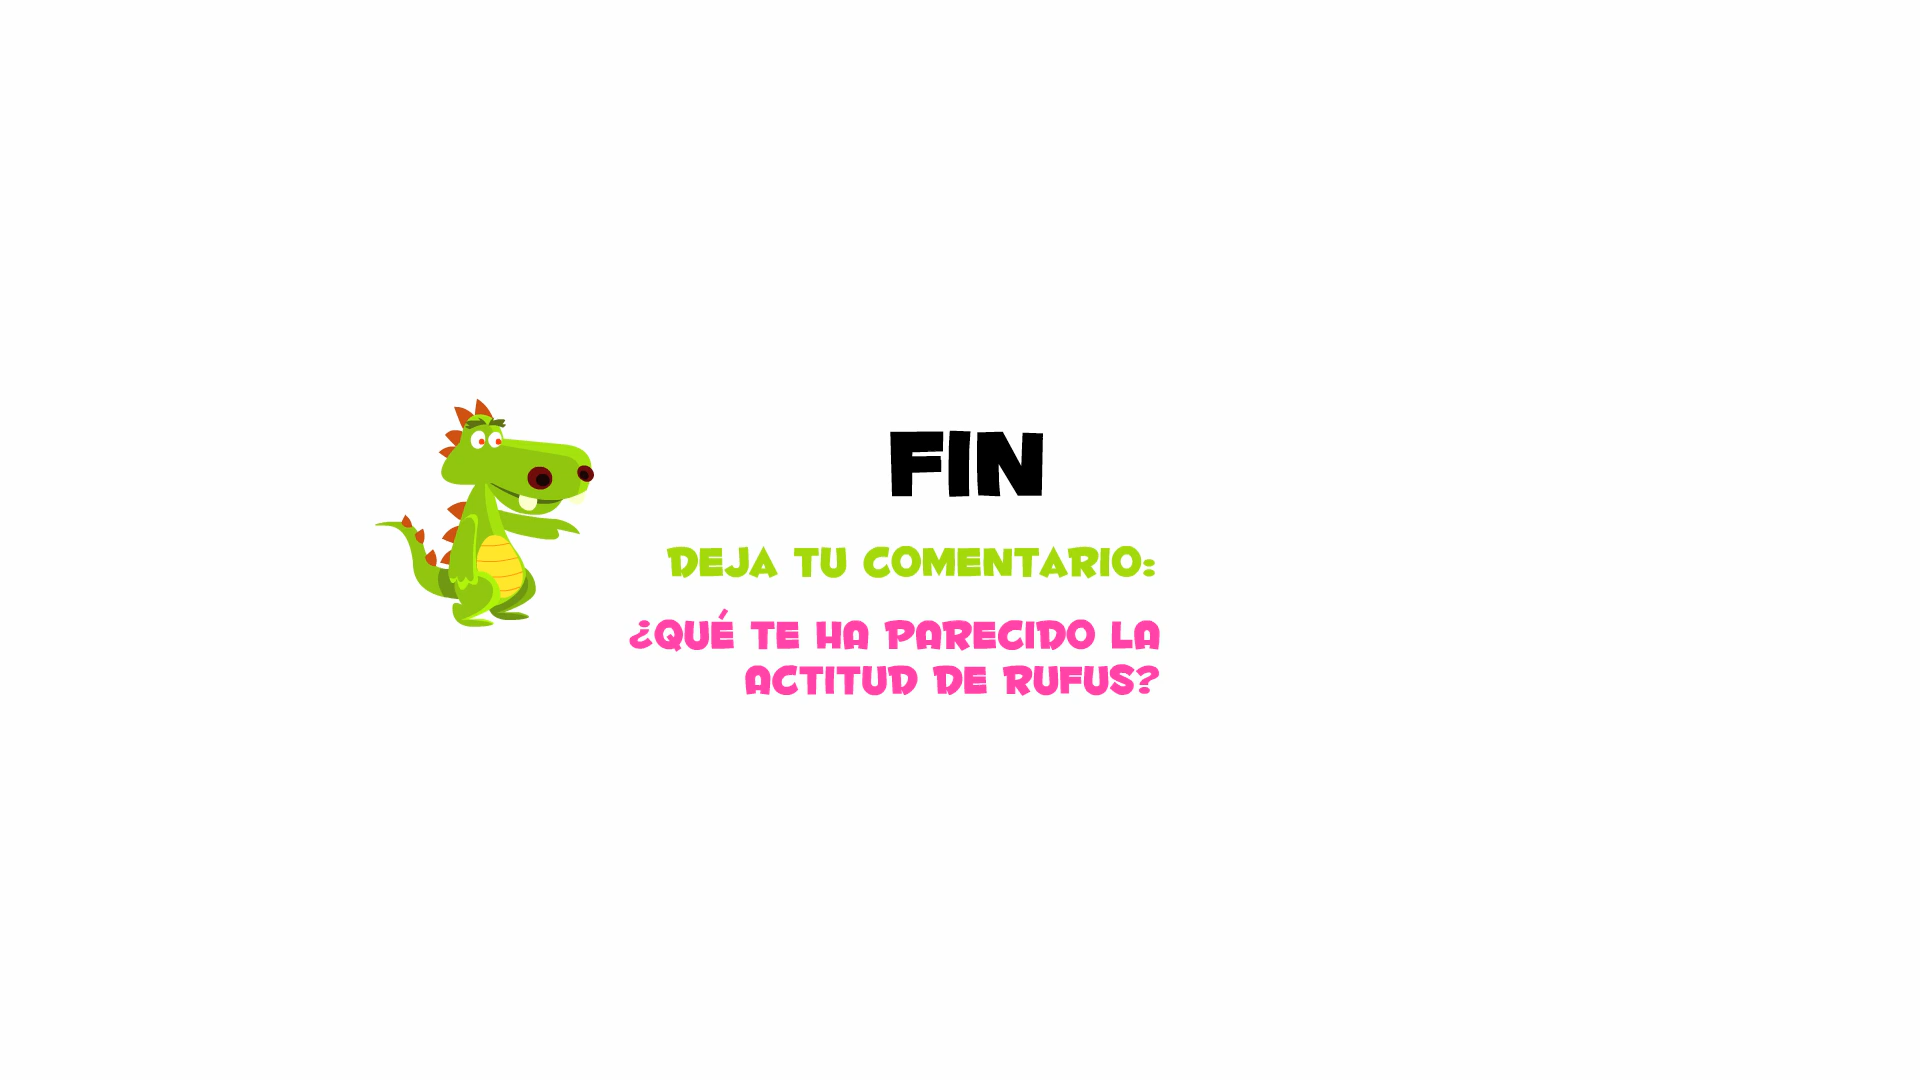 FIN
DEJA TU COMENTARIO:
¿QUÉ TE HA PARECIDO LA
ACTITUD DE RUFUS?